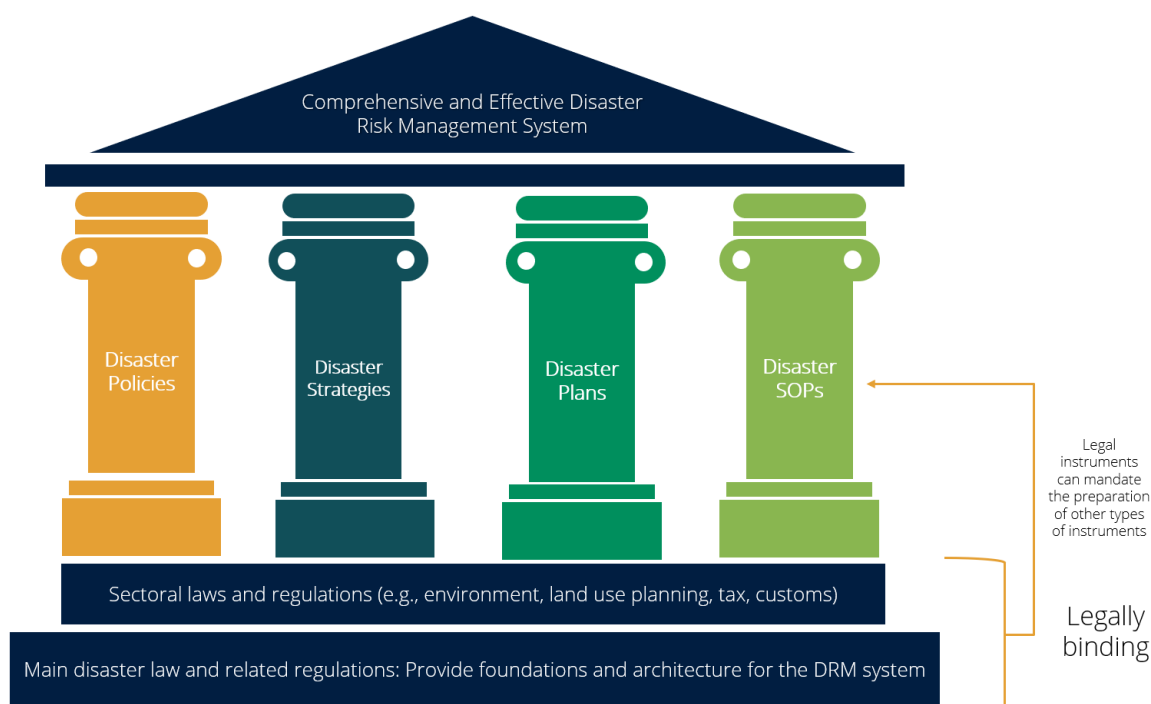 Comprehensive and Effective Disaster
Risk Management System
Disaster
Policies
Disaster
Strategies
Disaster
Plans
Disaster
SOPs
Legal
instruments
can mandate
the preparation
of other types
of instruments
Sectoral laws and regulations (e.g., environment, land use planning, tax, customs)
Legally
binding
Main disaster law and related regulations: Provide foundations and architecture for the DRM system